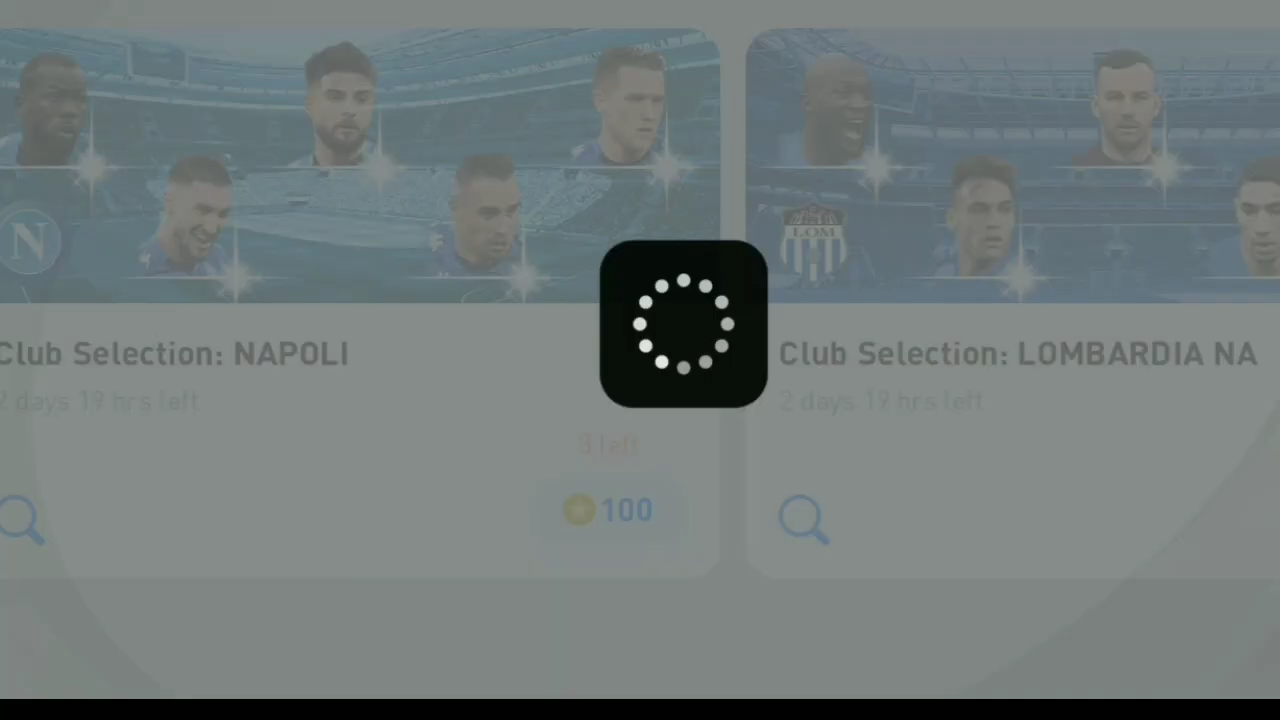 N
LOM
Club Selection: NAPOLI
2 days 19 hrs left
3 left
100
Club Selection: LOMBARDIA NA
2 days 19 hrs left